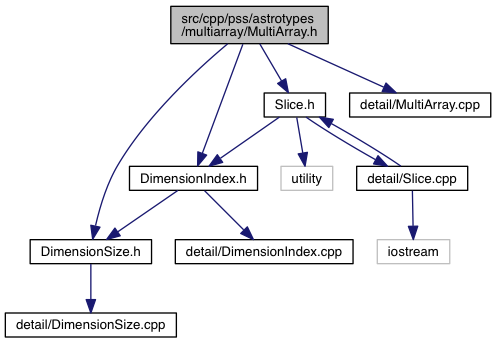 src/cpp/pss/astrotypes
/multiarray/MultiArray.h
Slice.h
detail/MultiArray.cpp
DimensionIndex.h
utility
detail/Slice.cpp
DimensionSize.h
detail/DimensionIndex.cpp
iostream
detail/DimensionSize.cpp